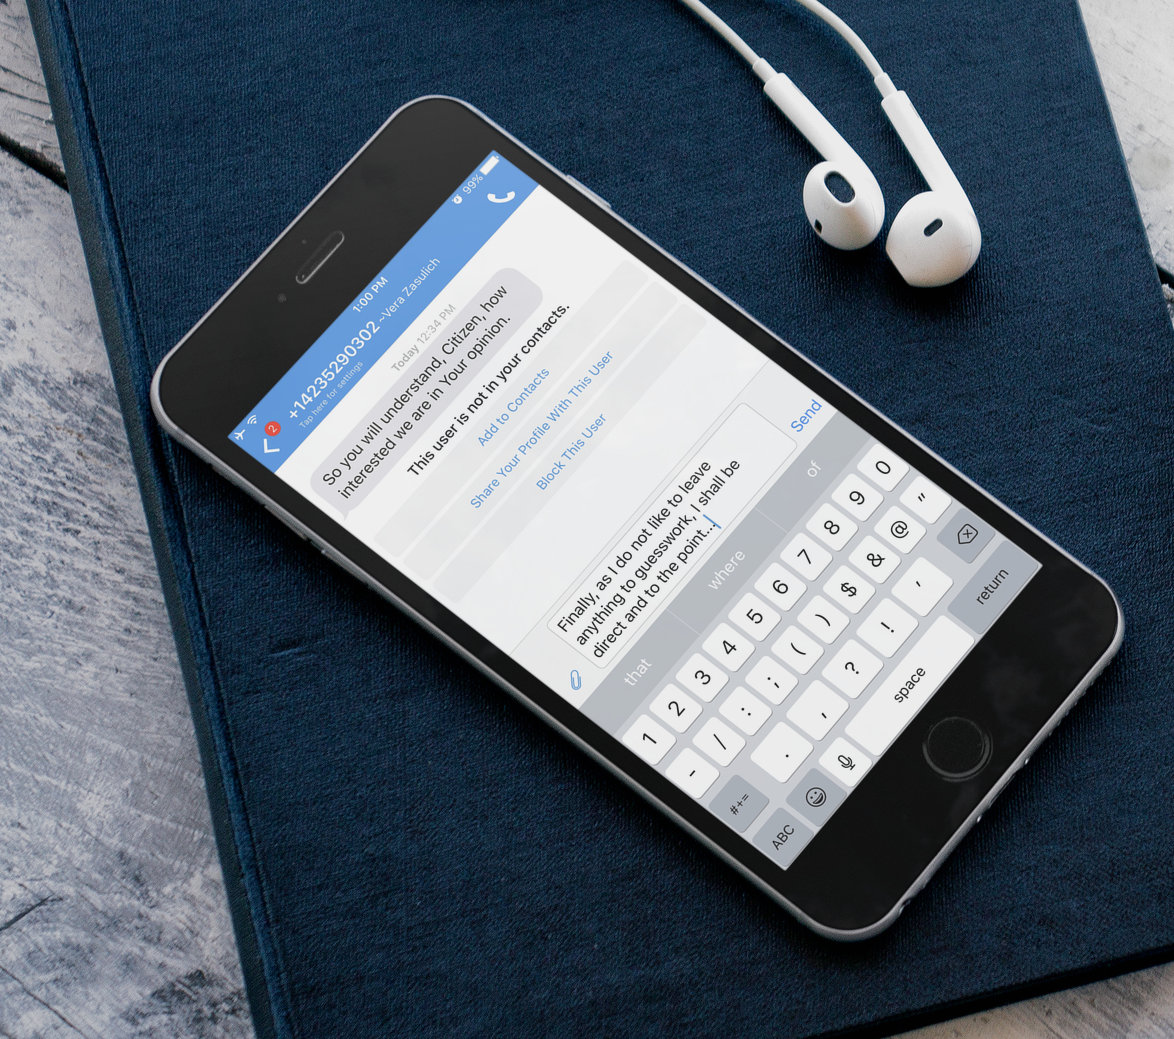 99%
1:00 PM
2
+14235290302 ~Vera Zasulich
Tap here for settings
Today 12:34 PM
So you will understand, Citizen, how
interested we are in Your opinion.
This user is not in your contacts.
Add to Contacts
Share Your Profile With This User
Block This User
Finally, as I do not like to leave
anything to guesswork, I shall be
direct and to the point...
Send
that
where
of
1 2 3 4 5 6 7 8 9 0
- / : ; ( ) $ & @ "
#+= . , ? ! '
ABC
space
return